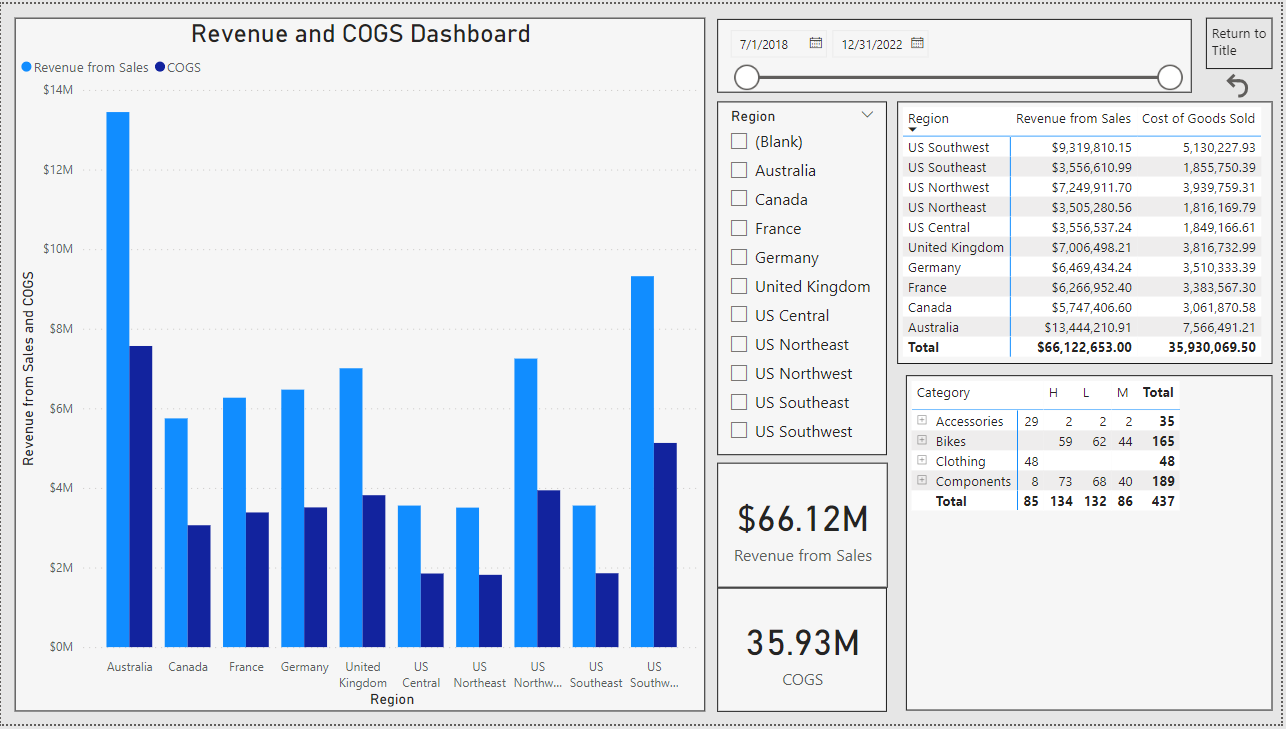 Revenue and COGS Dashboard
Revenue from Sales COGS
$14M
$12M
$10M
$8M
$6M
$4M
$2M
$0M
Revenue from Sales and COGS
Australia Canada France Germany United Kingdom US Central US Northeast US Northw... US Southeast US Southw...
Region
7/1/2018 12/31/2022
Return to
Title
Region
(Blank)
Australia
Canada
France
Germany
United Kingdom
US Central
US Northeast
US Northwest
US Southeast
US Southwest
$66.12M
Revenue from Sales
35.93M
COGS
Region Revenue from Sales Cost of Goods Sold
US Southwest $9,319,810.15 5,130,227.93
US Southeast $3,556,610.99 1,855,750.39
US Northwest $7,249,911.70 3,939,759.31
US Northeast $3,505,280.56 1,816,169.79
US Central $3,556,537.24 1,849,166.61
United Kingdom $7,006,498.21 3,816,732.99
Germany $6,469,434.24 3,510,333.39
France $6,266,952.40 3,383,567.30
Canada $5,747,406.60 3,061,870.58
Australia $13,444,210.91 7,566,491.21
Total $66,122,653.00 35,930,069.50
Category H L M Total
Accessories 29 2 2 2 35
Bikes 59 62 44 165
Clothing 48 48
Components 8 73 68 40 189
Total 85 134 132 86 437